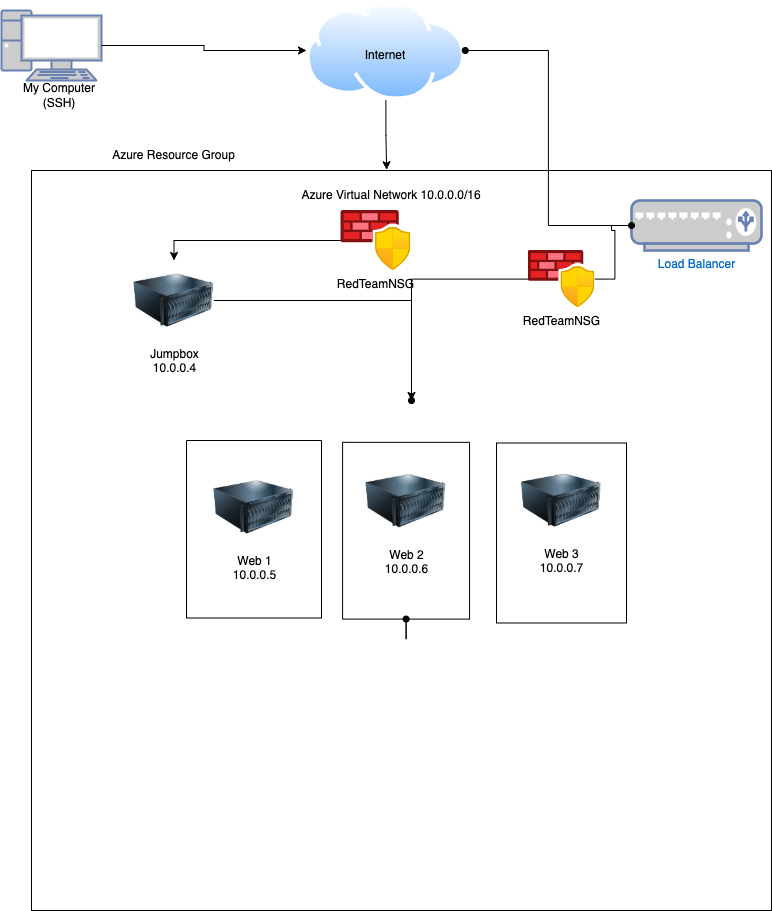 Internet
My Computer
(SSH)
Azure Resource Group
Azure Virtual Network 10.0.0.0/16
Load Balancer
RedTeamNSG
RedTeamNSG
Jumpbox
10.0.0.4
Web 1
10.0.0.5
Web 2
10.0.0.6
Web 3
10.0.0.7